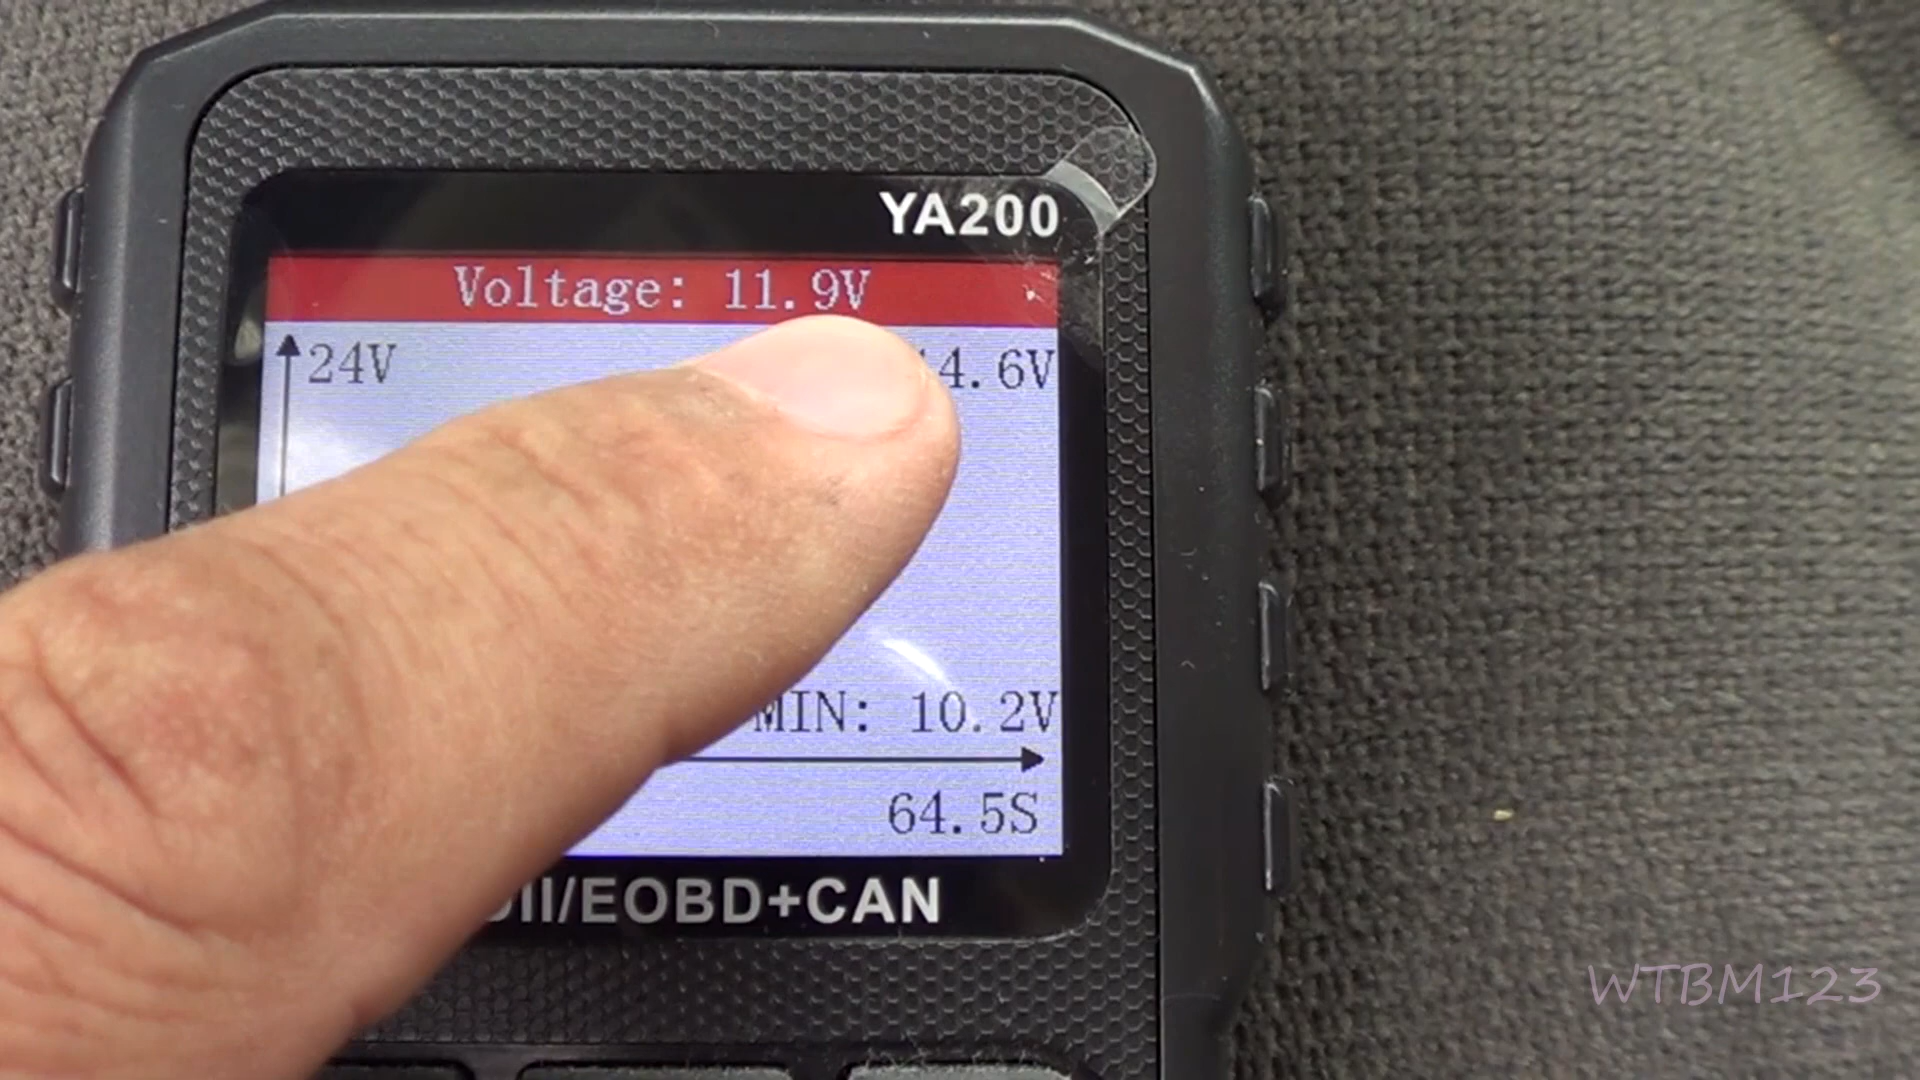 YA200
Voltage: 11.9V
24V
4.6V
MIN: 10.2V
64.5S
II/EOBD+CAN
WTBM123